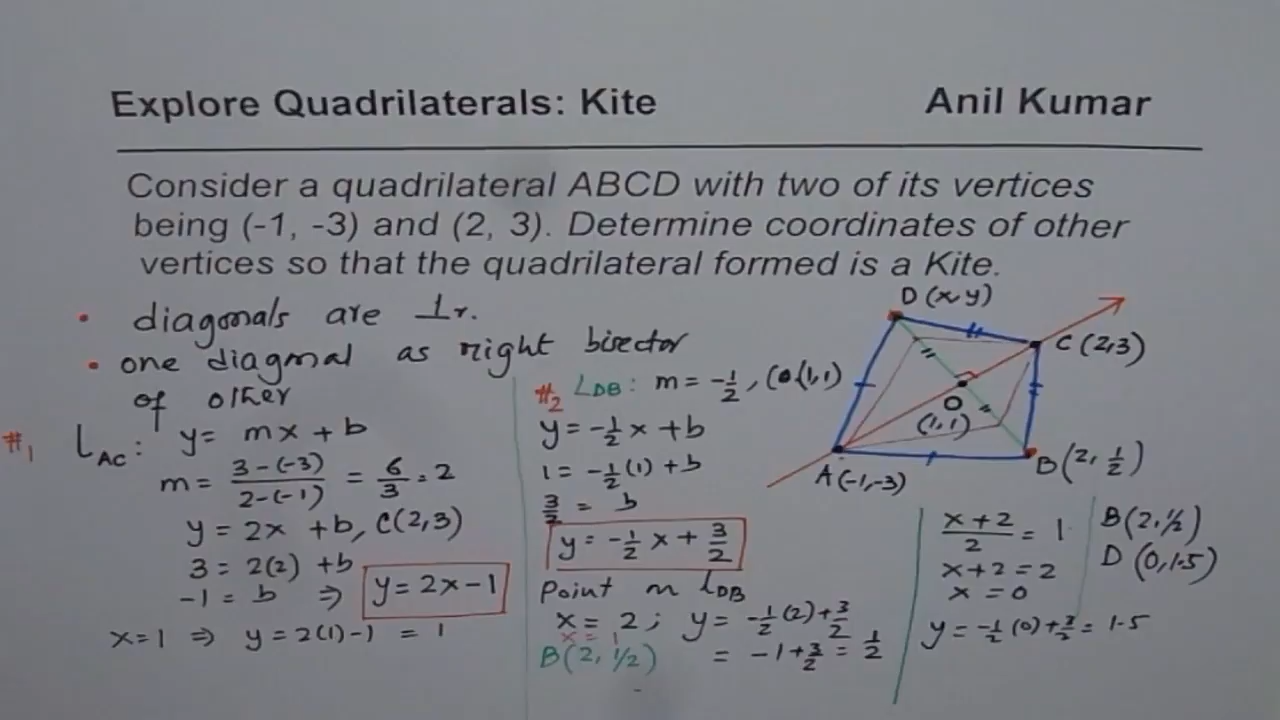 Explore Quadrilaterals: Kite
Anil Kumar
Consider a quadrilateral ABCD with two of its vertices
being (-1, -3) and (2, 3). Determine coordinates of other
vertices so that the quadrilateral formed is a Kite.
• diagonals are ⊥r.
• one diagonal as right bisector
of other
#1 L_AC: y = mx + b
m = 3-(-3)/2-(-1) = 6/3 = 2
y = 2x + b, C(2,3)
3 = 2(2) + b
-1 = b ⇒ y = 2x - 1
x = 1 ⇒ y = 2(1) - 1 = 1
#2 L_DB: m = -1/2, (0(1,1)
y = -1/2 x + b
1 = -1/2 (1) + b
3/2 = b
y = -1/2 x + 3/2
Point on L_DB
x = 2; y = -1/2 (2) + 3/2
x = 1
B(2, 1/2) = -1 + 3/2 = 1/2
D (x, y)
C (2,3)
O
(1,1)
A (-1,-3)
B (2, 1/2)
x+2/2 = 1
x+2 = 2
x = 0
y = -1/2 (0) + 3/2 = 1.5
B (2, 1/2)
D (0, 1.5)